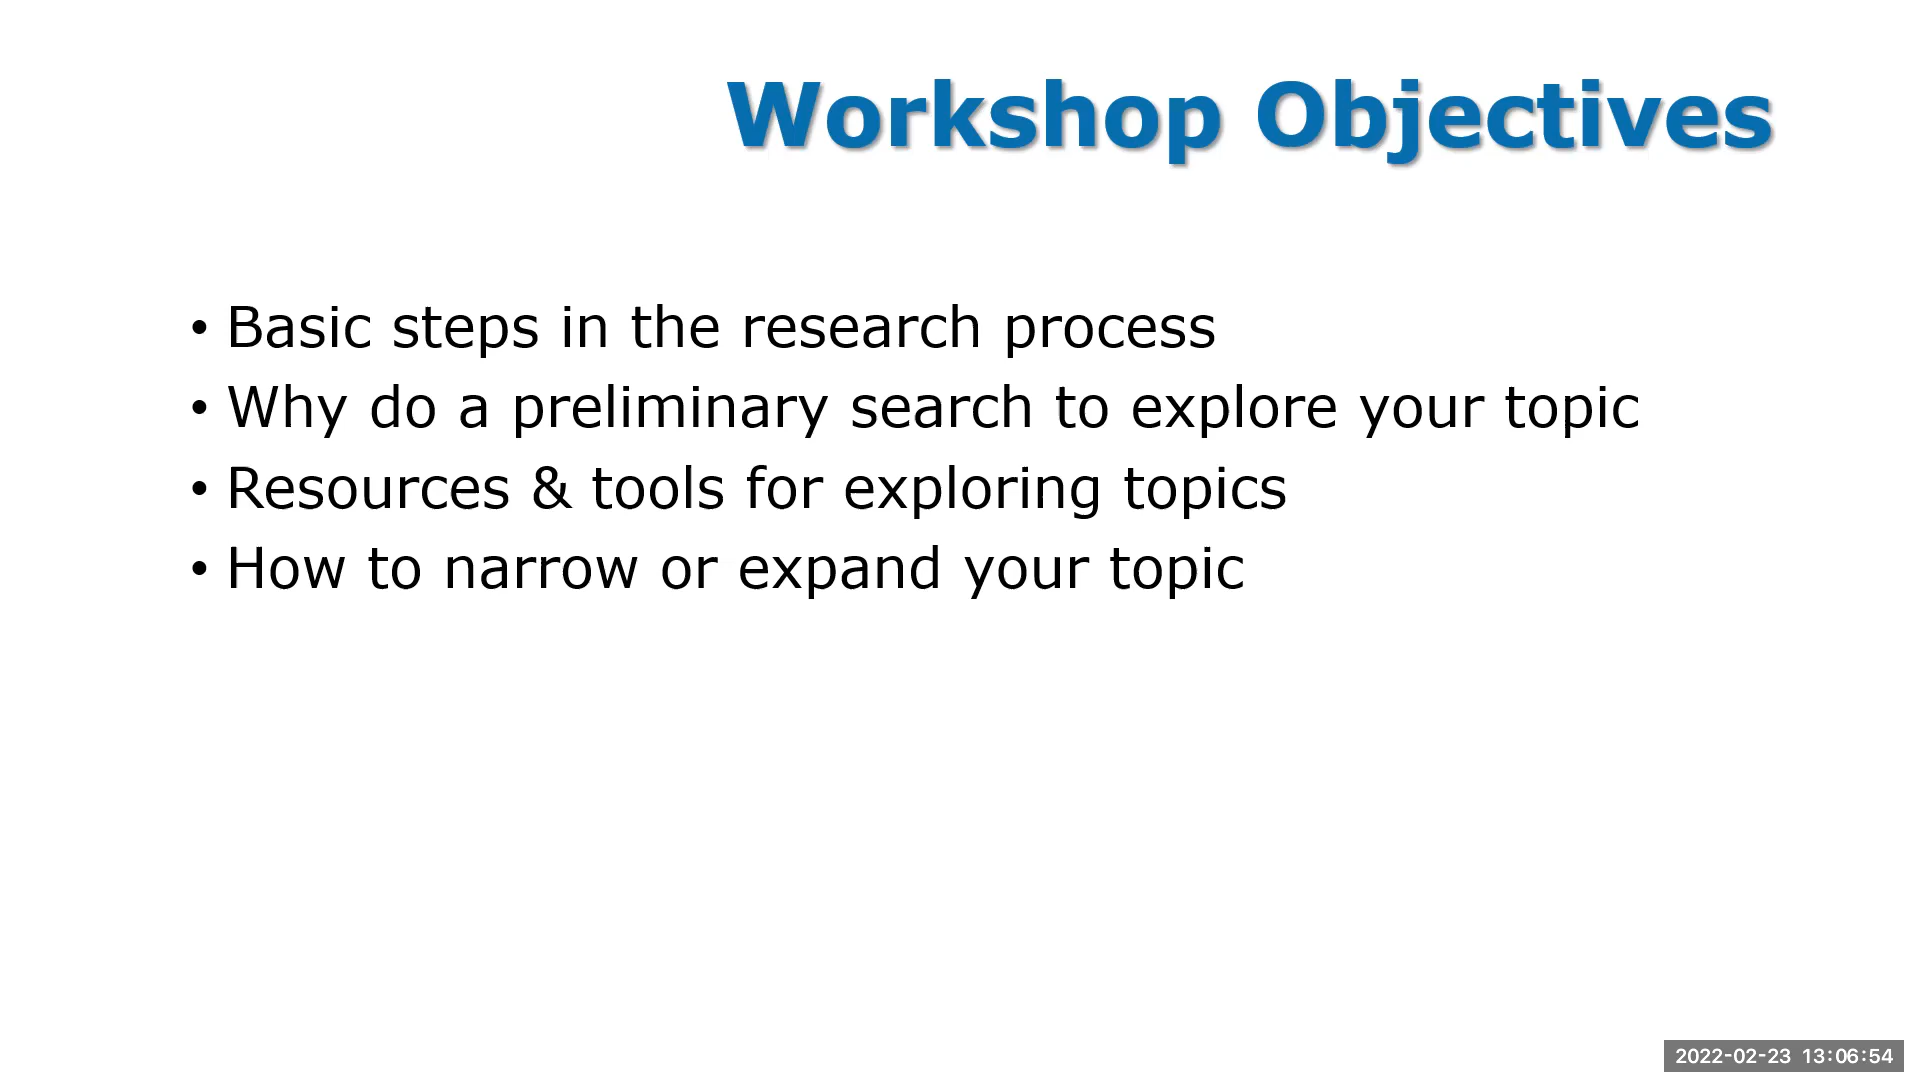 Workshop Objectives
• Basic steps in the research process
• Why do a preliminary search to explore your topic
• Resources & tools for exploring topics
• How to narrow or expand your topic
2022-02-23 13:06:54